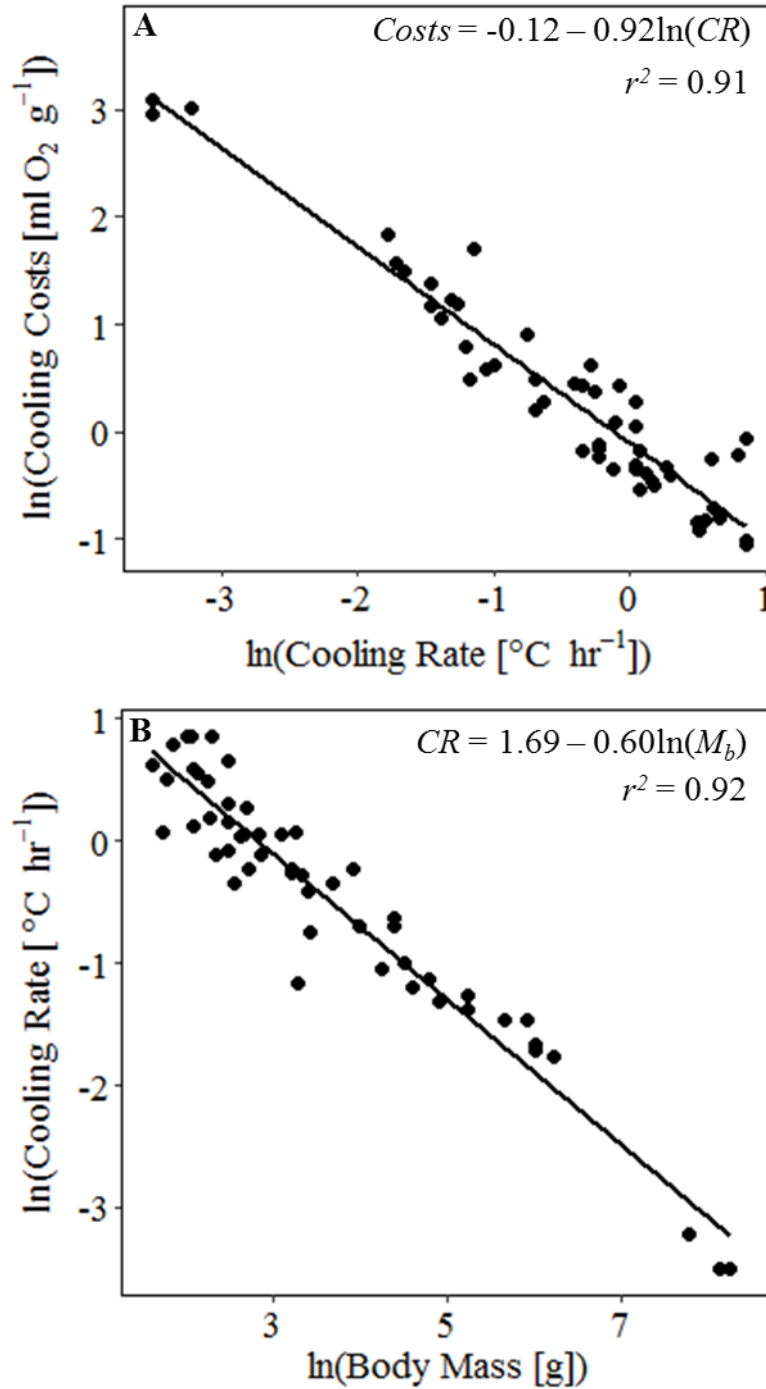 A
Costs = -0.12 – 0.92ln(CR)
r² = 0.91
ln(Cooling Costs [ml O₂ g⁻¹])
3
2
1
0
-1
-3 -2 -1 0 1
ln(Cooling Rate [°C hr⁻¹])
B
CR = 1.69 – 0.60ln(M_b)
r² = 0.92
ln(Cooling Rate [°C hr⁻¹])
1
0
-1
-2
-3
3 5 7
ln(Body Mass [g])